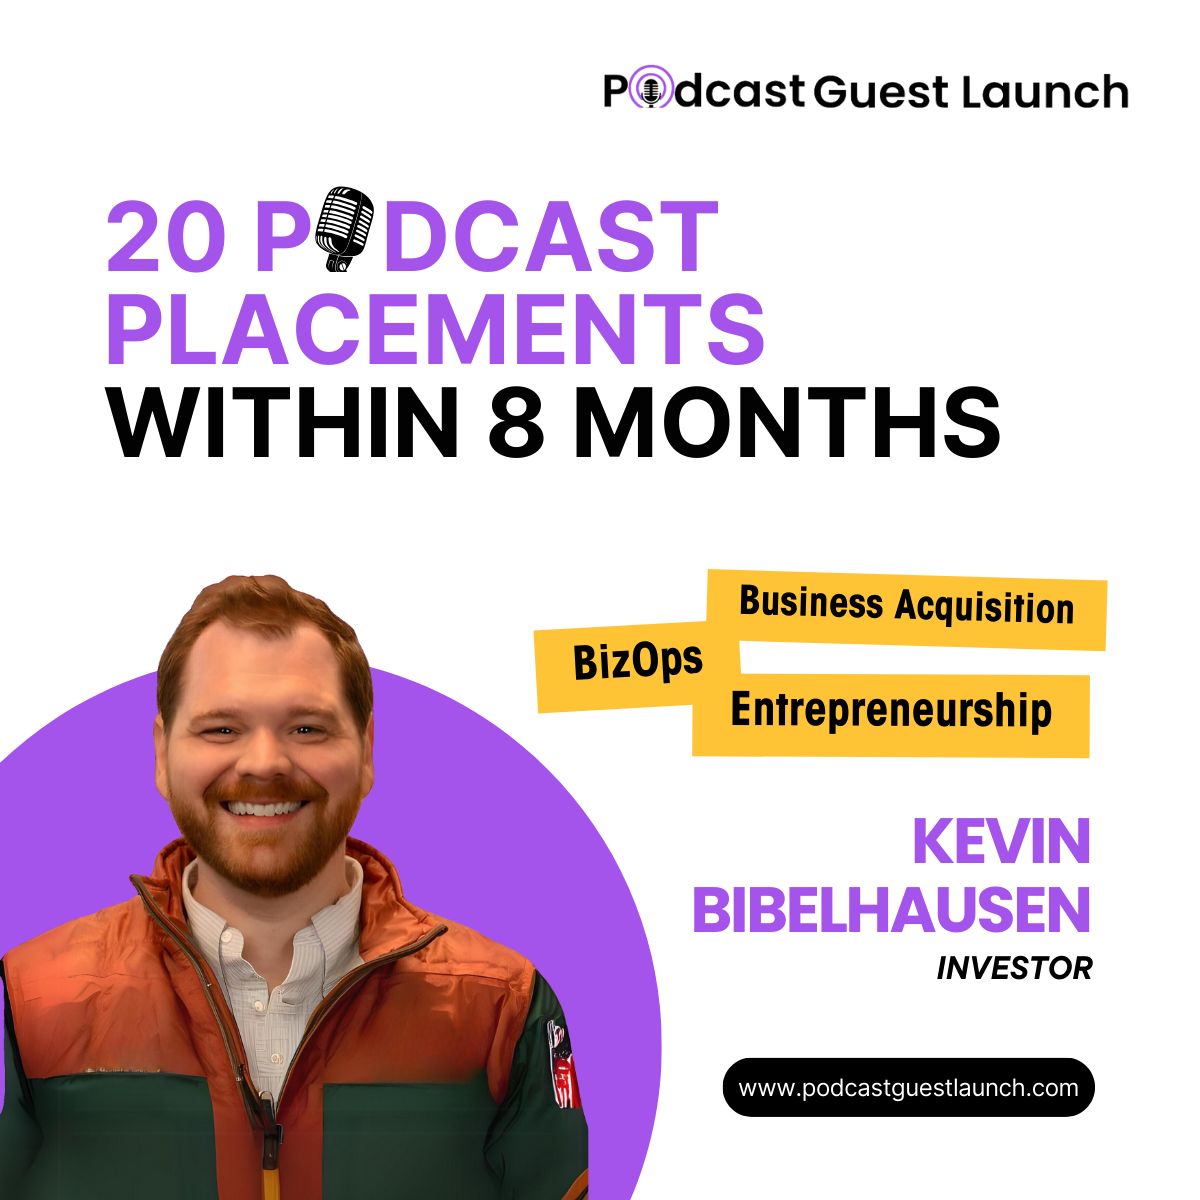 Podcast Guest Launch
20 PODCAST
PLACEMENTS
WITHIN 8 MONTHS
Business Acquisition
BizOps
Entrepreneurship
KEVIN
BIBELHAUSEN
INVESTOR
www.podcastguestlaunch.com